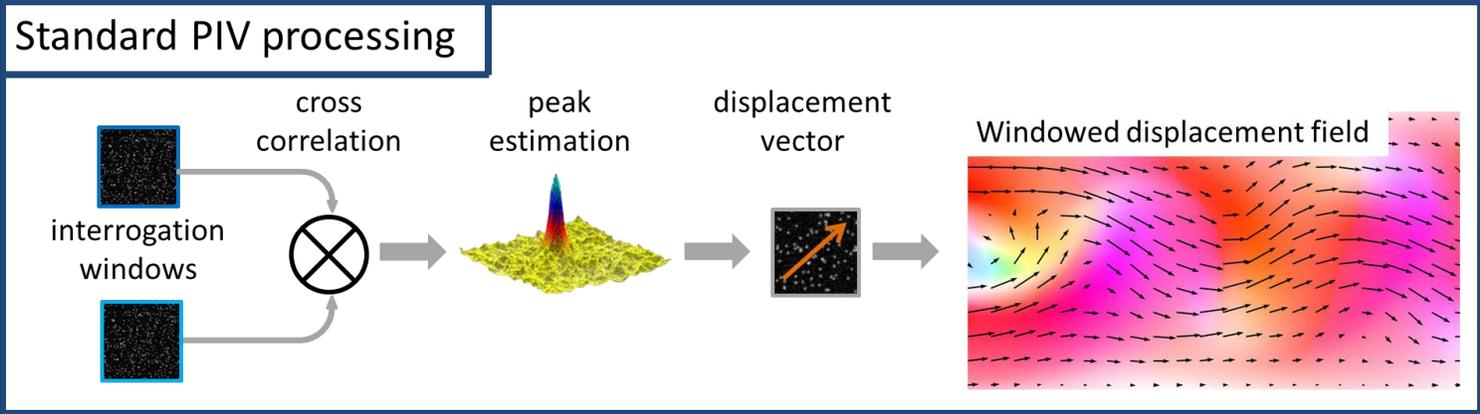 Standard PIV processing
cross
correlation
peak
estimation
displacement
vector
Windowed displacement field
interrogation
windows